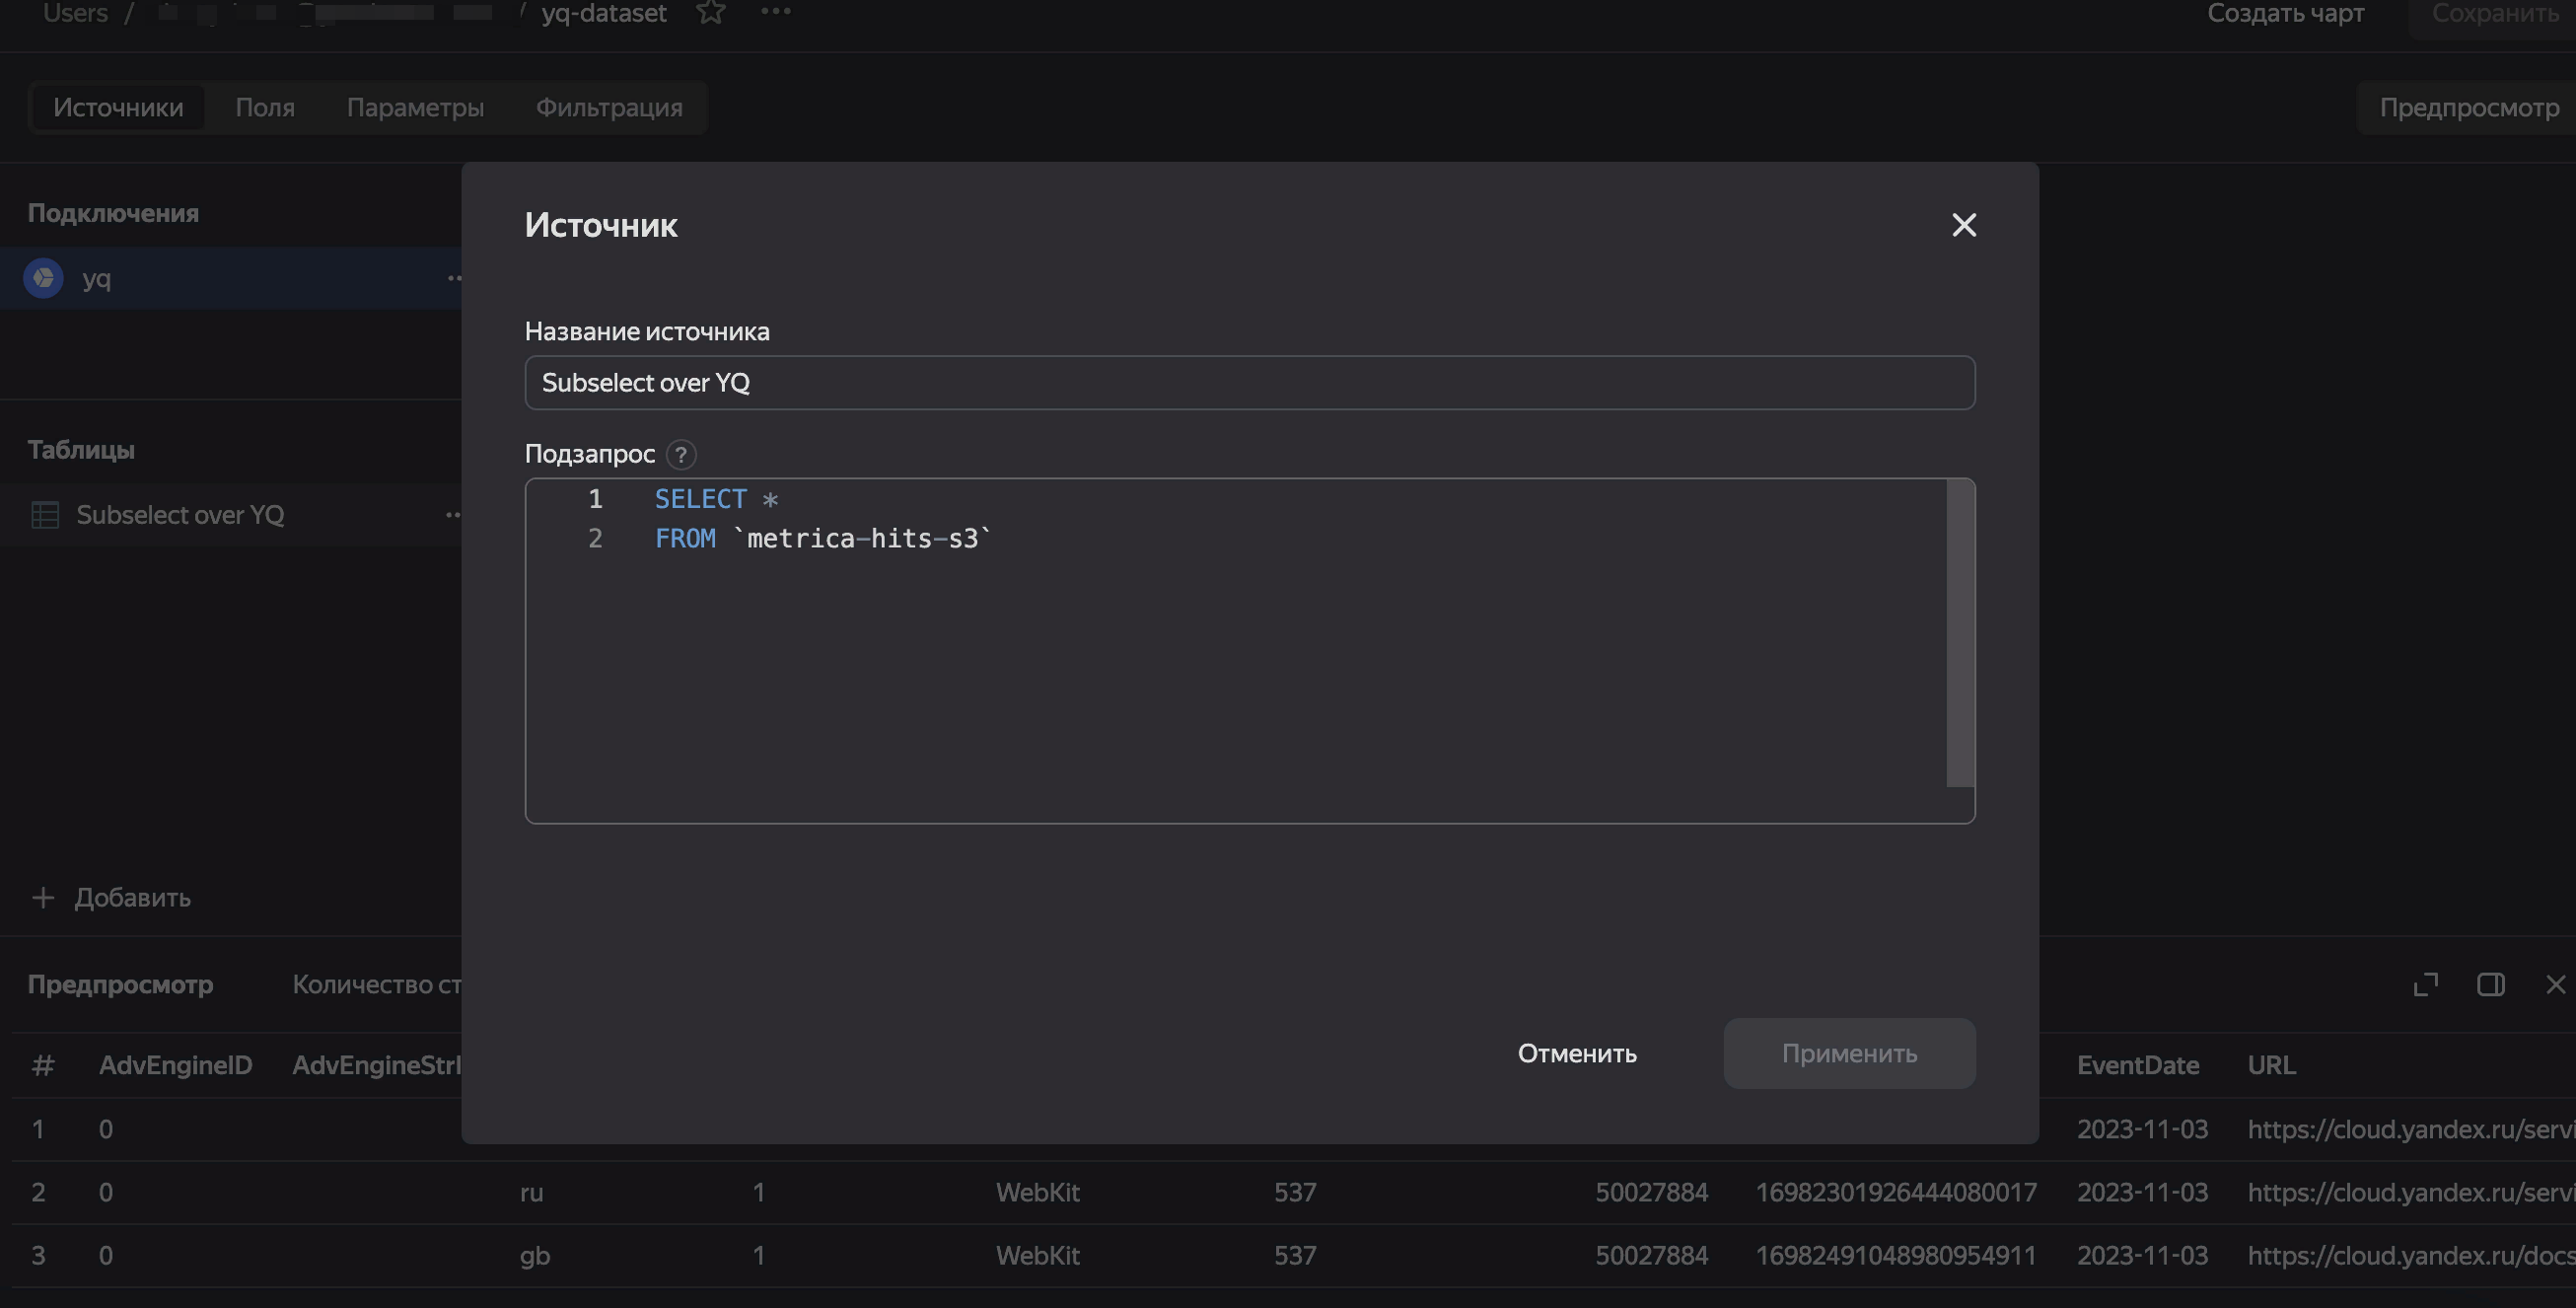 Users / / yq-dataset
Создать чарт
Сохранить
Источники Поля Параметры Фильтрация
Предпросмотр
Подключения
yq
Таблицы
Subselect over YQ
+ Добавить
Источник
Название источника
Subselect over YQ
Подзапрос ?
1 SELECT *
2 FROM `metrica-hits-s3`
Отменить Применить
Предпросмотр Количество ст
# AdvEngineID AdvEngineStrI EventDate URL
1 0 2023-11-03 https://cloud.yandex.ru/servi
2 0 ru 1 WebKit 537 50027884 16982301926444080017 2023-11-03 https://cloud.yandex.ru/servi
3 0 gb 1 WebKit 537 50027884 16982491048980954911 2023-11-03 https://cloud.yandex.ru/docs